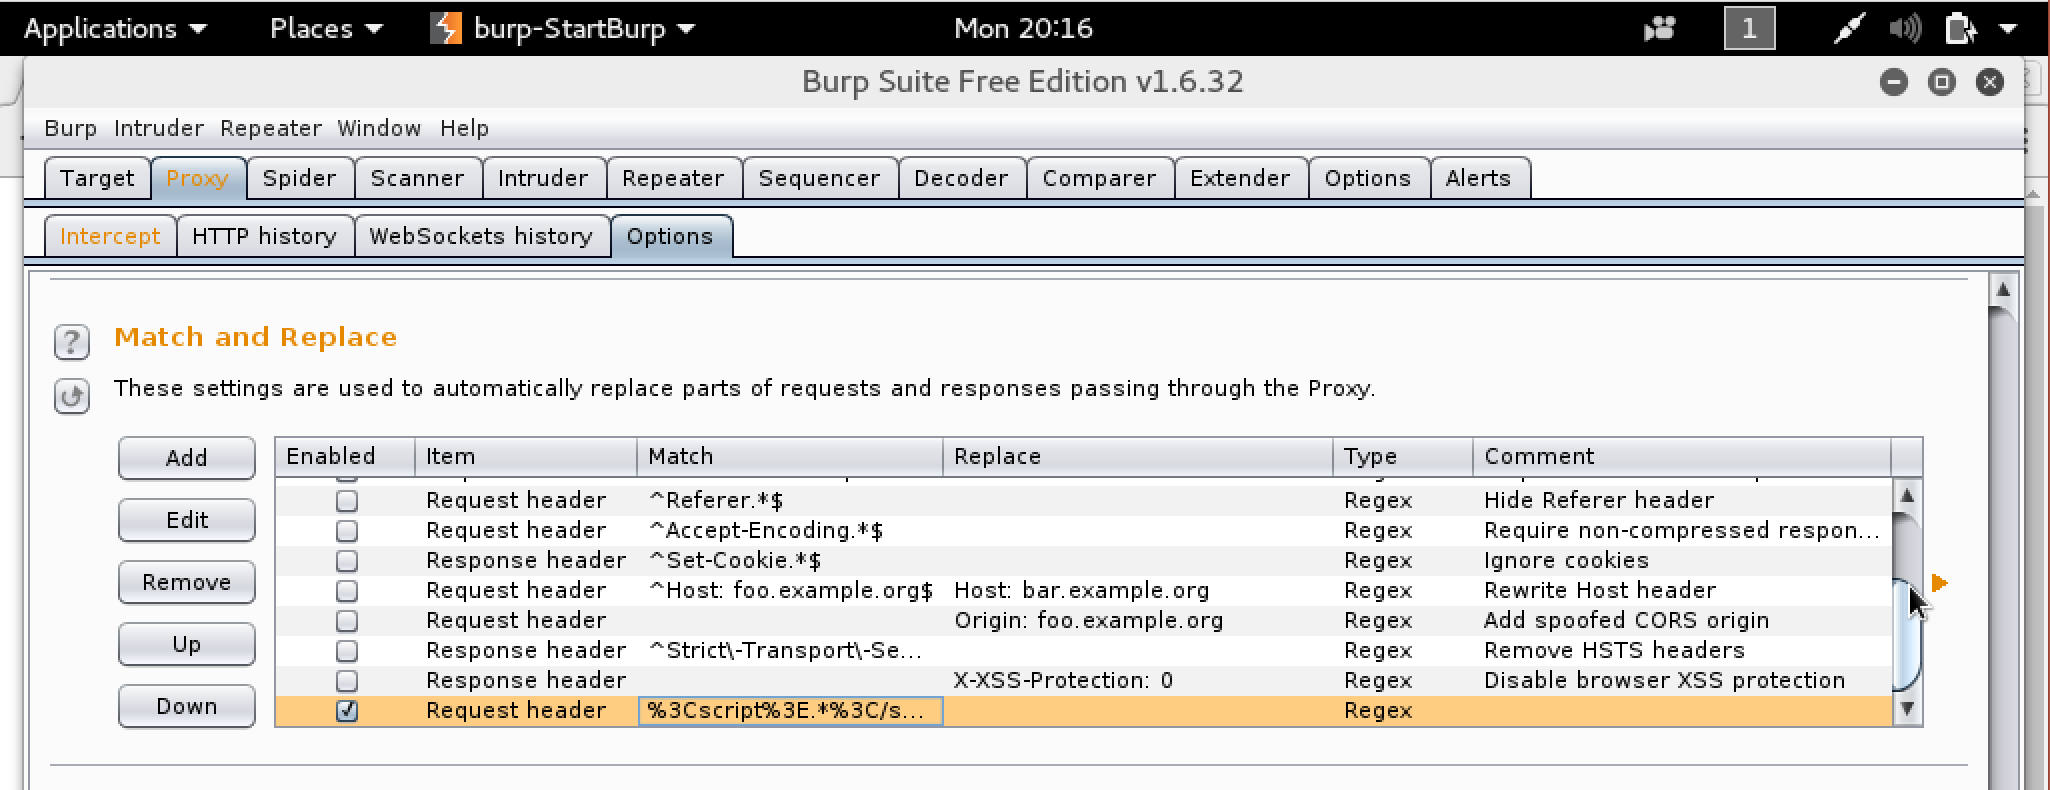 Applications Places burp-StartBurp Mon 20:16 1
Burp Suite Free Edition v1.6.32
Burp Intruder Repeater Window Help
Target Proxy Spider Scanner Intruder Repeater Sequencer Decoder Comparer Extender Options Alerts
Intercept HTTP history WebSockets history Options
? Match and Replace
These settings are used to automatically replace parts of requests and responses passing through the Proxy.
Add Enabled Item Match Replace Type Comment
Request header ^Referer.*$ Regex Hide Referer header
Edit Request header ^Accept-Encoding.*$ Regex Require non-compressed respon...
Response header ^Set-Cookie.*$ Regex Ignore cookies
Remove Request header ^Host: foo.example.org$ Host: bar.example.org Regex Rewrite Host header
Request header Origin: foo.example.org Regex Add spoofed CORS origin
Up Response header ^Strict\-Transport\-Se... Regex Remove HSTS headers
Response header X-XSS-Protection: 0 Regex Disable browser XSS protection
Down Request header %3Cscript%3E.*%3C/s... Regex